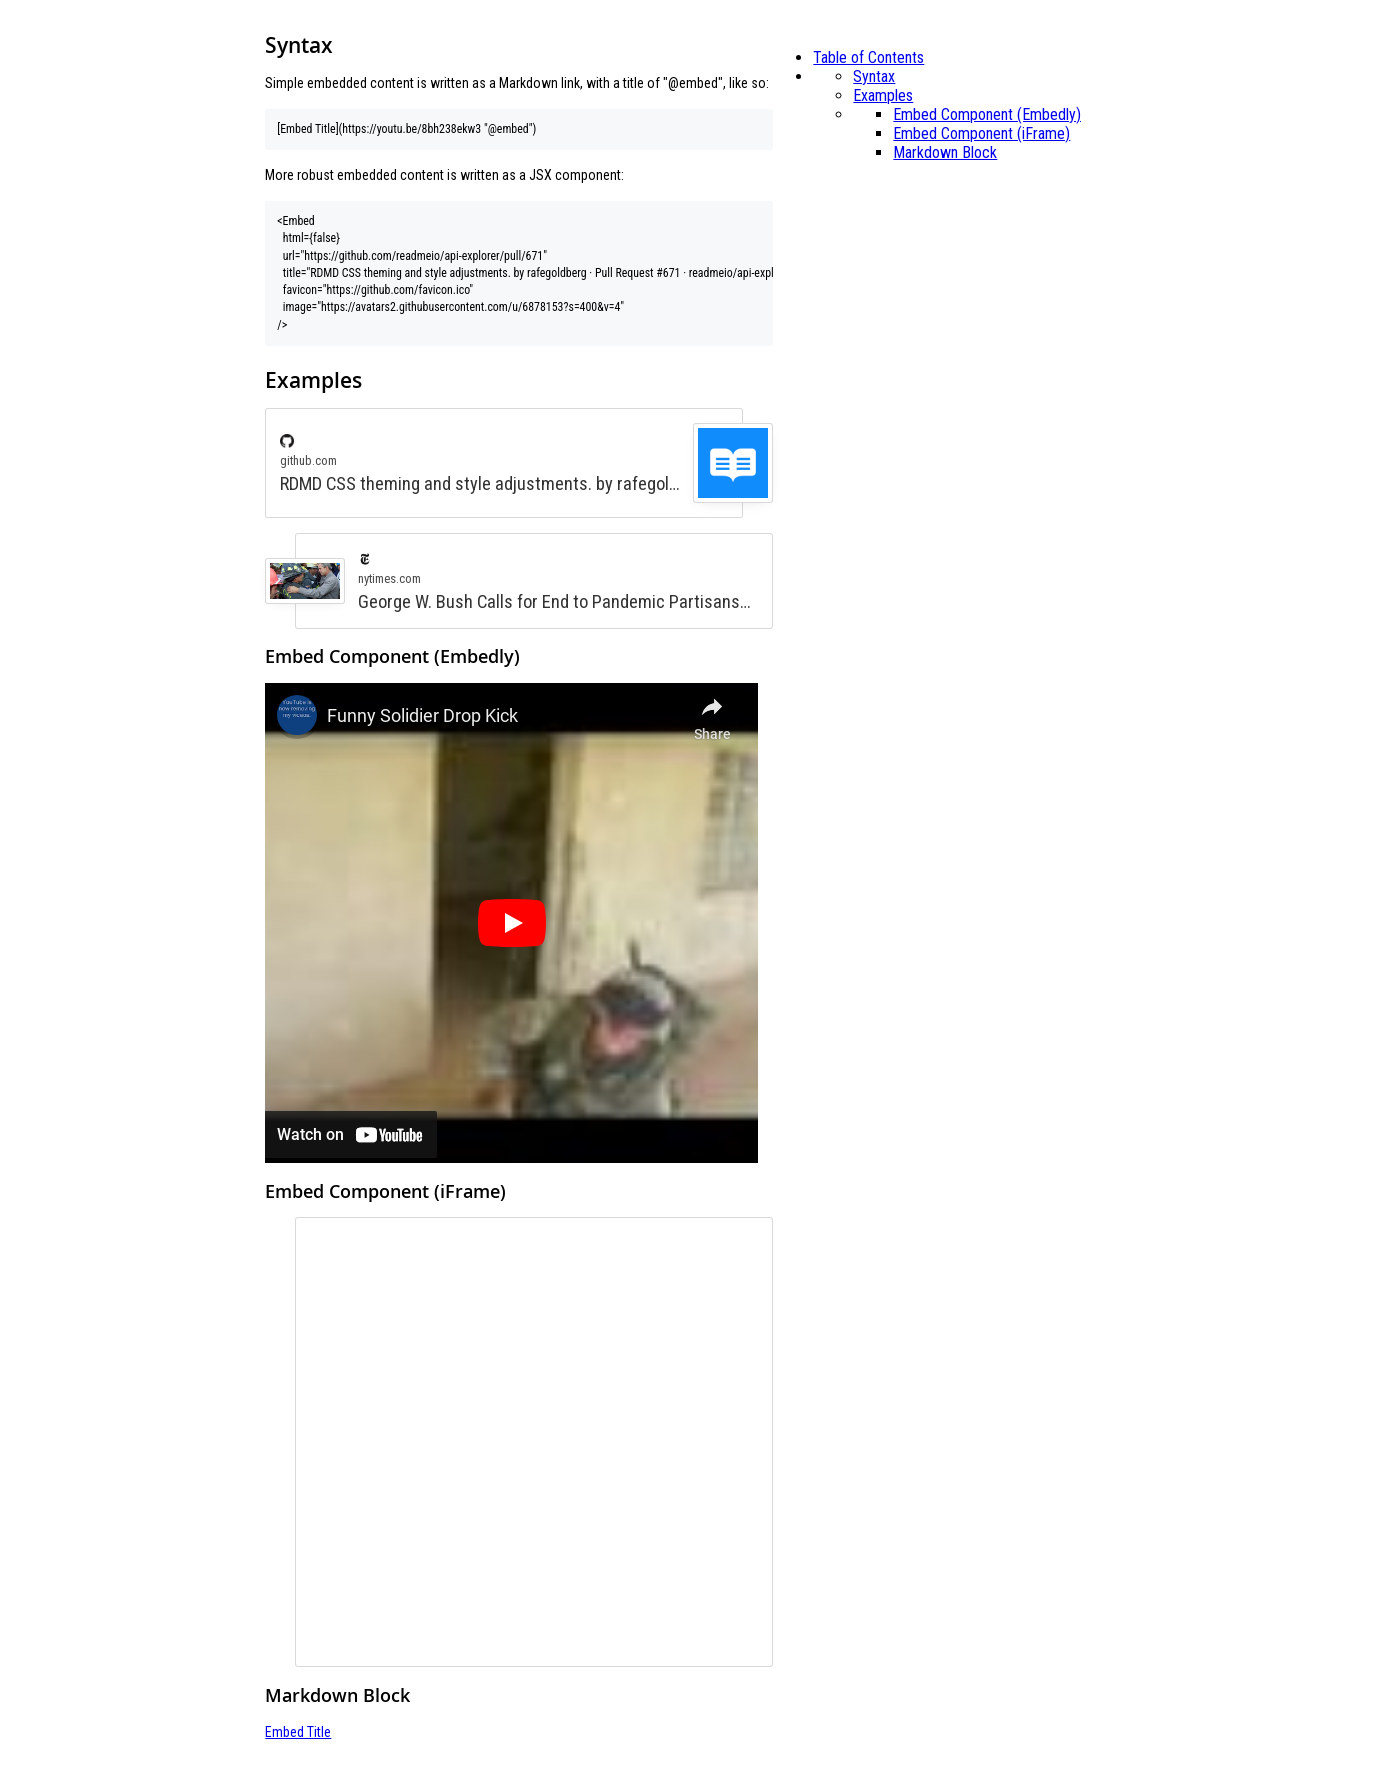 Syntax
Simple embedded content is written as a Markdown link, with a title of "@embed", like so:
[Embed Title](https://youtu.be/8bh238ekw3 "@embed")
More robust embedded content is written as a JSX component:
<Embed
  html={false}
  url="https://github.com/readmeio/api-explorer/pull/671"
  title="RDMD CSS theming and style adjustments. by rafegoldberg · Pull Request #671 · readmeio/api-expl
  favicon="https://github.com/favicon.ico"
  image="https://avatars2.githubusercontent.com/u/6878153?s=400&v=4"
/>
Examples
github.com
RDMD CSS theming and style adjustments. by rafegol...
nytimes.com
George W. Bush Calls for End to Pandemic Partisans...
Embed Component (Embedly)
YouTube is
now removing
my videos.
Funny Solidier Drop Kick
Share
Watch on YouTube
Embed Component (iFrame)
Markdown Block
Embed Title
Table of Contents
Syntax
Examples
Embed Component (Embedly)
Embed Component (iFrame)
Markdown Block